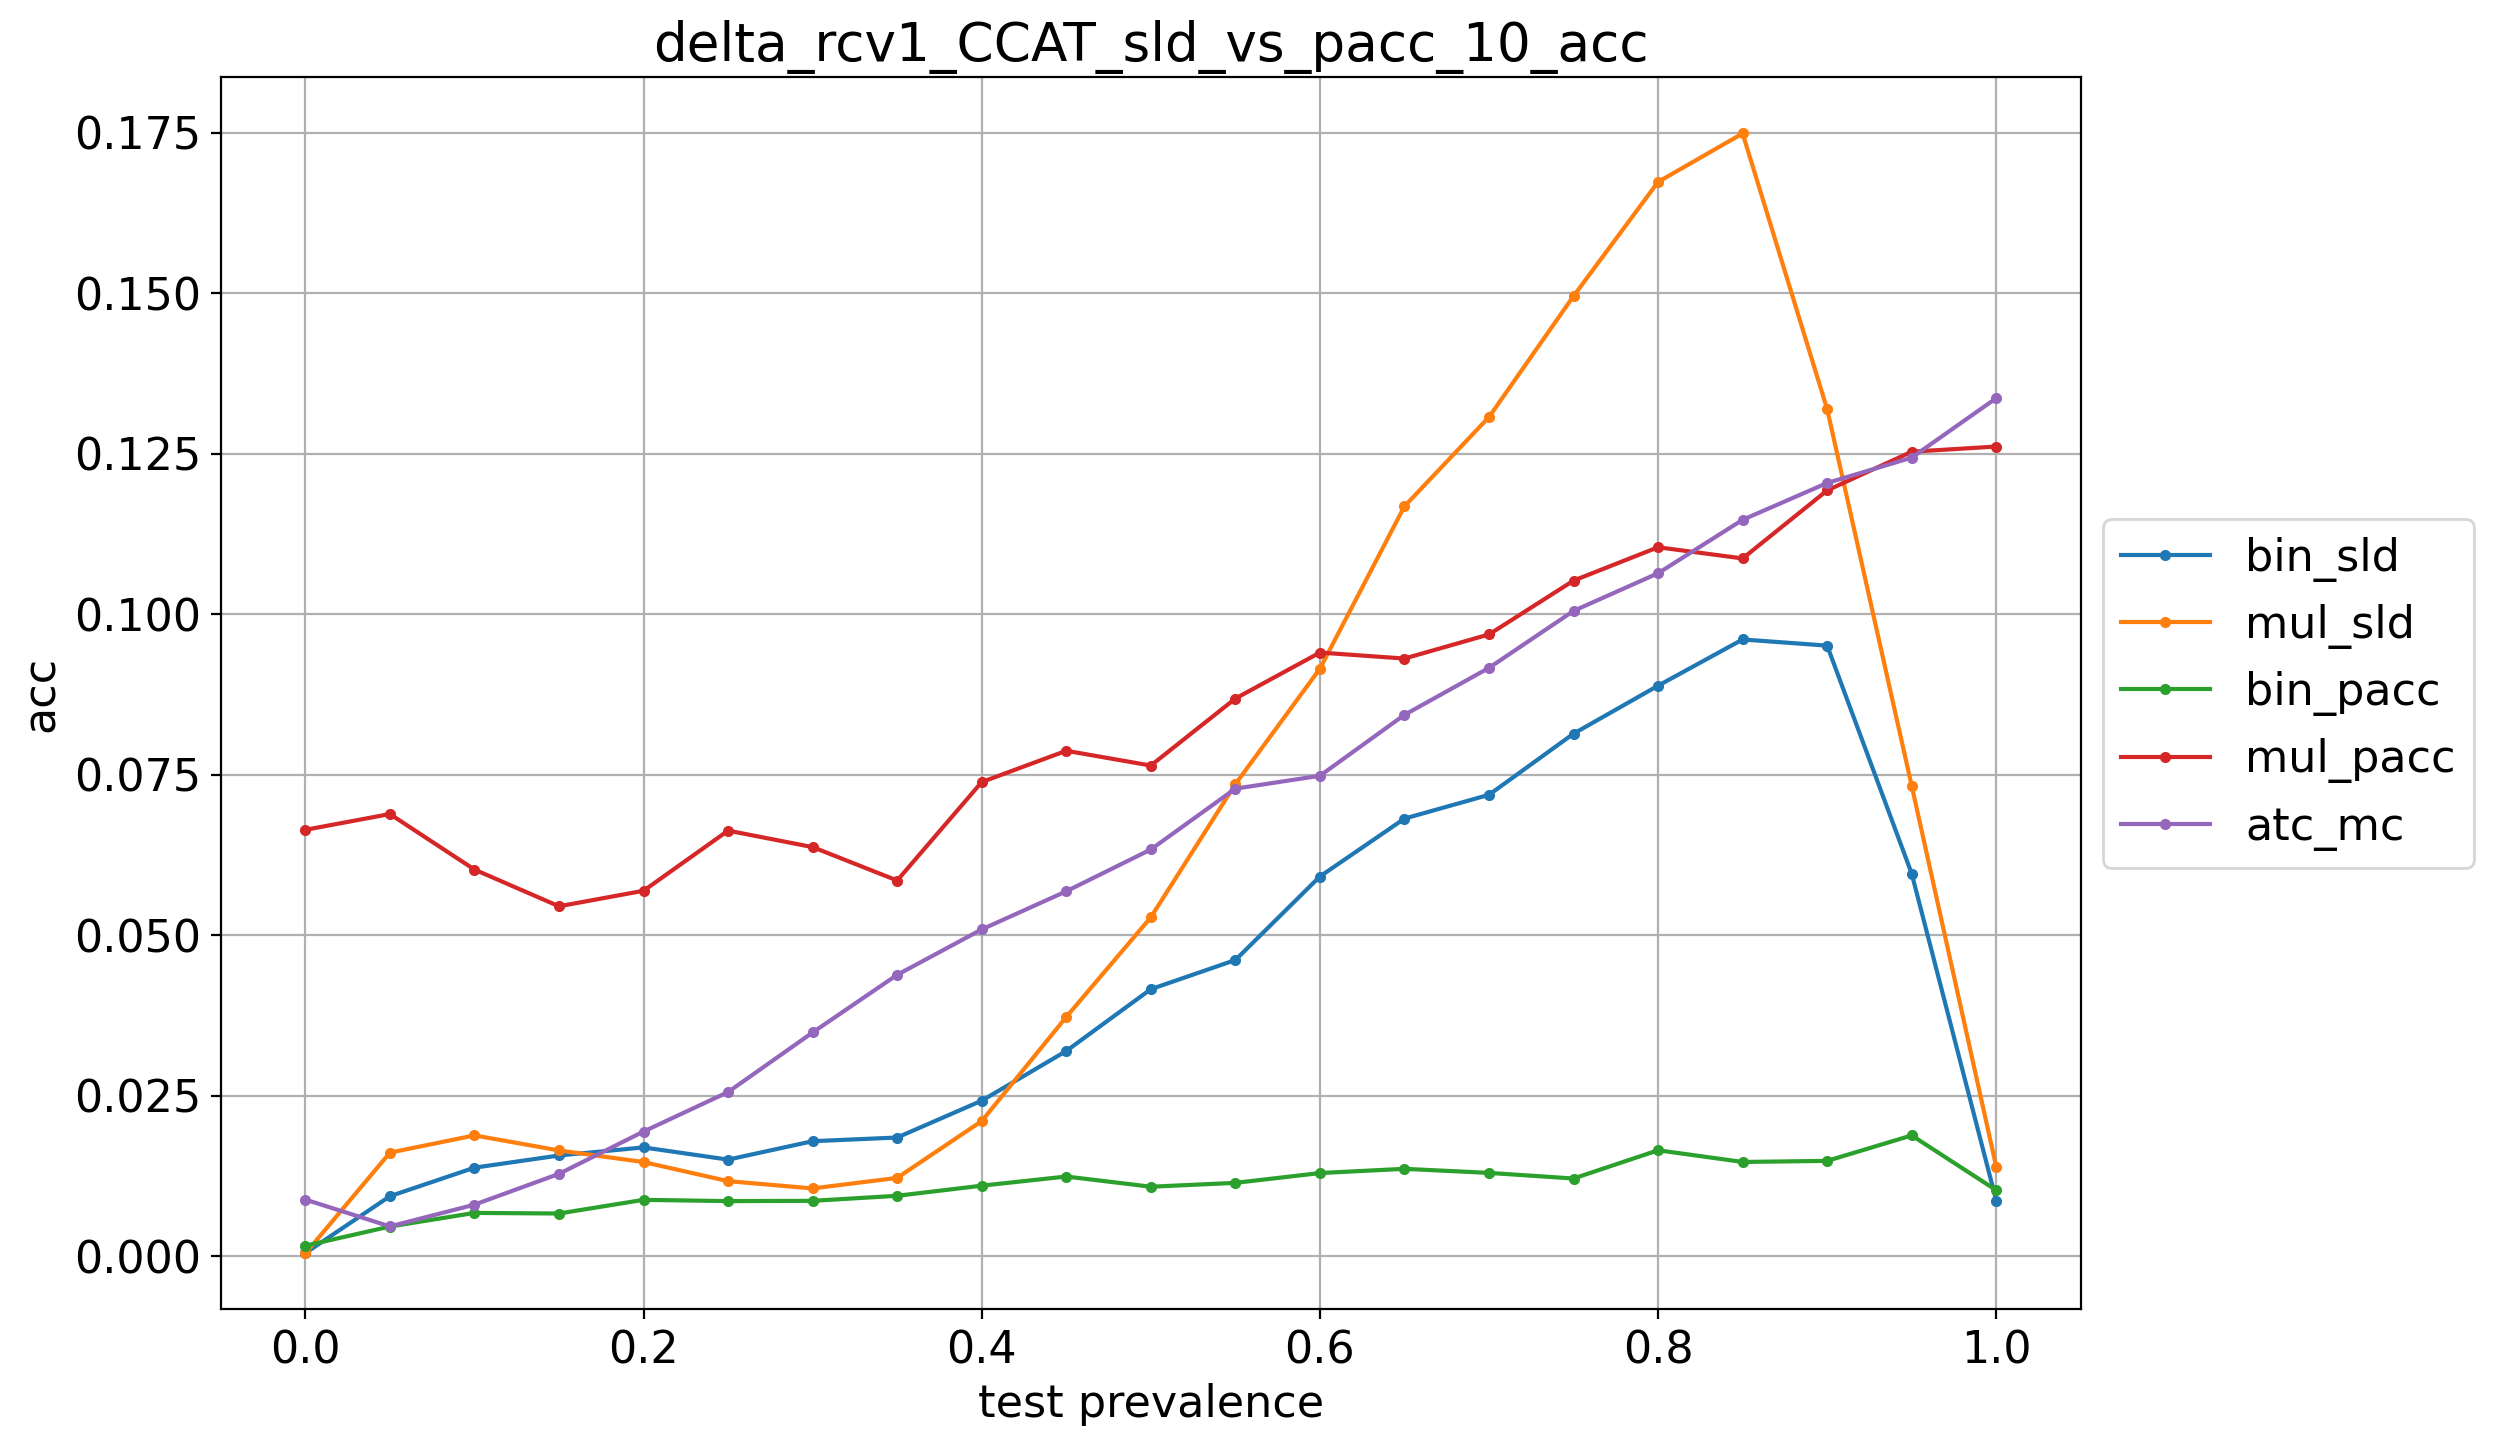 delta_rcv1_CCAT_sld_vs_pacc_10_acc
0.175
0.150
0.125
0.100
0.075
0.050
0.025
0.000
acc
0.0 0.2 0.4 0.6 0.8 1.0
test prevalence
bin_sld
mul_sld
bin_pacc
mul_pacc
atc_mc